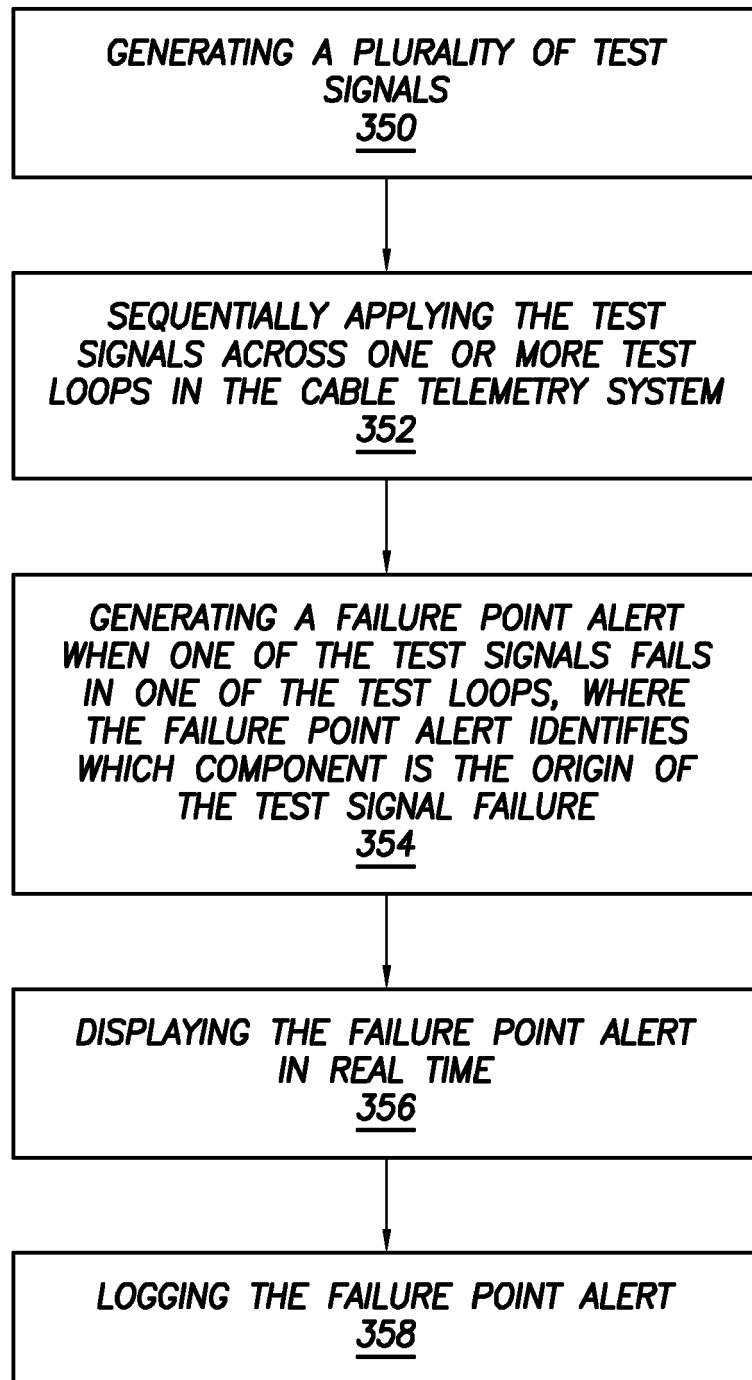 GENERATING A PLURALITY OF TEST
SIGNALS
350
SEQUENTIALLY APPLYING THE TEST
SIGNALS ACROSS ONE OR MORE TEST
LOOPS IN THE CABLE TELEMETRY SYSTEM
352
GENERATING A FAILURE POINT ALERT
WHEN ONE OF THE TEST SIGNALS FAILS
IN ONE OF THE TEST LOOPS, WHERE
THE FAILURE POINT ALERT IDENTIFIES
WHICH COMPONENT IS THE ORIGIN OF
THE TEST SIGNAL FAILURE
354
DISPLAYING THE FAILURE POINT ALERT
IN REAL TIME
356
LOGGING THE FAILURE POINT ALERT
358